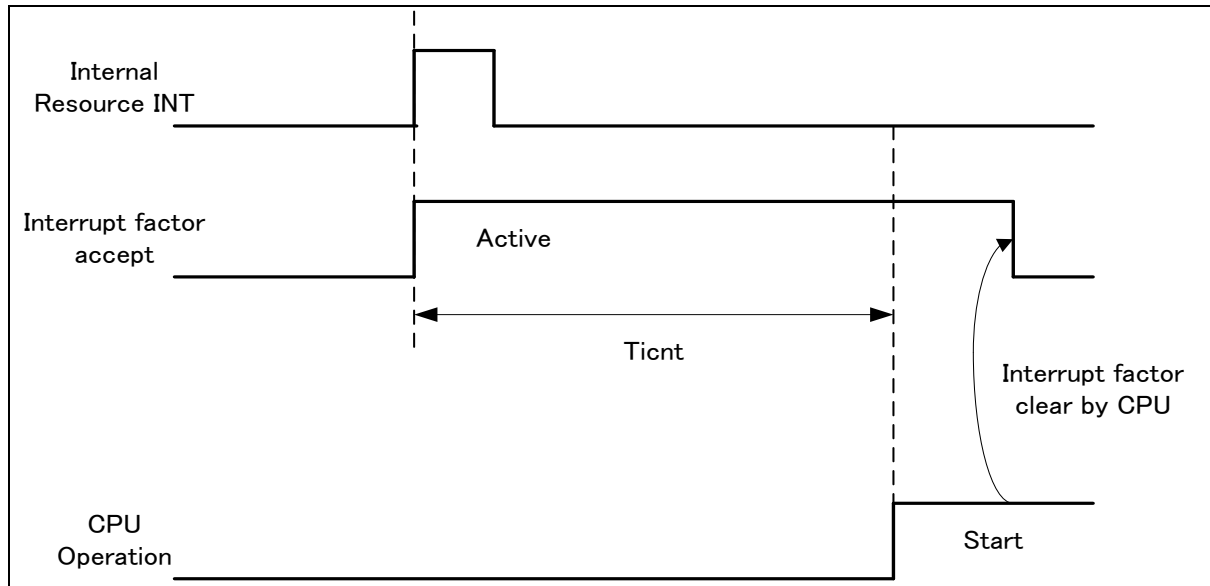 Internal
Resource INT
Interrupt factor
accept
Active
Ticnt
Interrupt factor
clear by CPU
CPU
Operation
Start